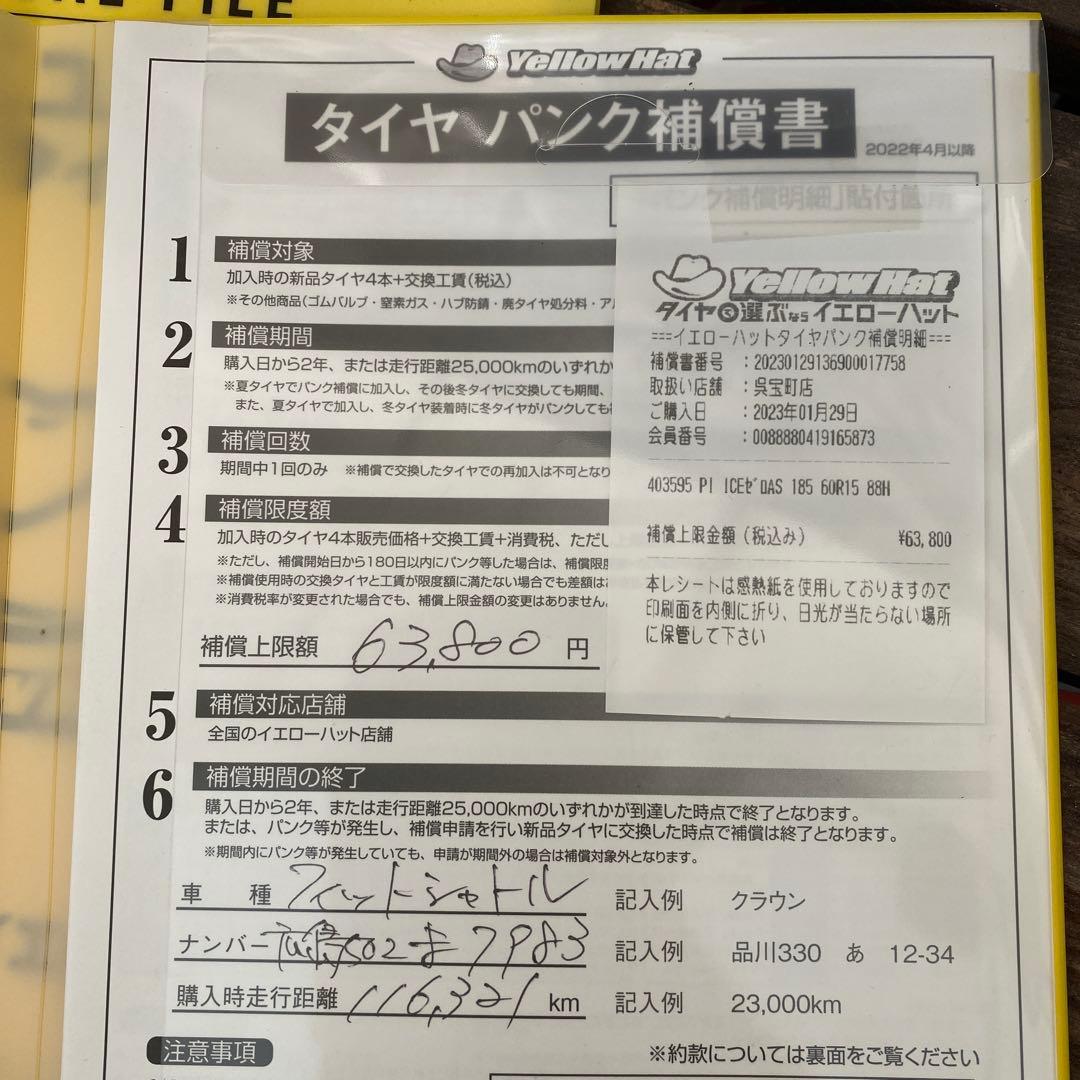 YellowHat
タイヤ パンク補償書
2022年4月以降
パンク補償明細」貼付箇所
1 補償対象
加入時の新品タイヤ4本+交換工賃(税込)
※その他商品(ゴムバルブ・窒素ガス・ハブ防錆・廃タイヤ処分料・ア
2 補償期間
購入日から2年、または走行距離25,000kmのいずれか
※夏タイヤでパンク補償に加入し、その後冬タイヤに交換しても期間、
また、夏タイヤで加入し、冬タイヤ装着時に冬タイヤがパンクしても
3 補償回数
期間中1回のみ ※補償で交換したタイヤでの再加入は不可となり
4 補償限度額
加入時のタイヤ4本販売価格+交換工賃+消費税、ただし
※ただし、補償開始日から180日以内にパンク等した場合は、補償限度
※補償使用時の交換タイヤと工賃が限度額に満たない場合でも差額は
※消費税率が変更された場合でも、補償上限金額の変更はありません。
補償上限額 63,800 円
YellowHat
タイヤで選ぶならイエローハット
===イエローハットタイヤパンク補償明細===
補償書番号 :20230129136900017758
取扱い店舗 :呉宝町店
ご購入日 :2023年01月29日
会員番号 :0088880419165873
403595 PI ICEゼロAS 185 60R15 88H
補償上限金額(税込み) ¥63,800
本レシートは感熱紙を使用しておりますので
印刷面を内側に折り、日光が当たらない場所
に保管して下さい
5 補償対応店舗
全国のイエローハット店舗
6 補償期間の終了
購入日から2年、または走行距離25,000kmのいずれかが到達した時点で終了となります。
または、パンク等が発生し、補償申請を行い新品タイヤに交換した時点で補償は終了となります。
※期間内にパンク等が発生していても、申請が期間外の場合は補償対象外となります。
車種 フィットシャトル 記入例 クラウン
ナンバー 502 ま 7983 記入例 品川330 あ 12-34
購入時走行距離 116,321 km 記入例 23,000km
注意事項
※約款については裏面をご覧ください